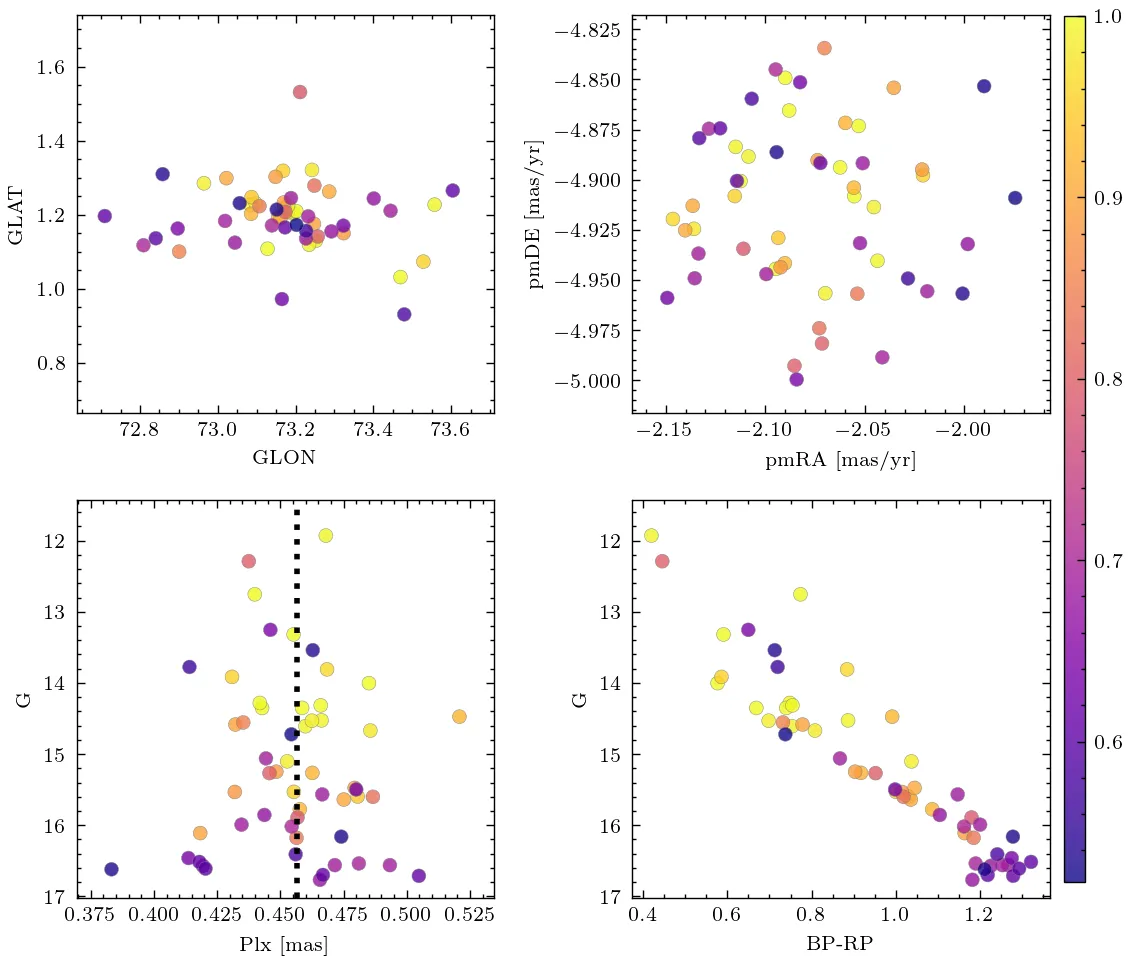 1.6
1.4
1.2
1.0
0.8
GLAT
72.8 73.0 73.2 73.4 73.6
GLON
−4.825
−4.850
−4.875
−4.900
−4.925
−4.950
−4.975
−5.000
pmDE [mas/yr]
−2.15 −2.10 −2.05 −2.00
pmRA [mas/yr]
1.0
0.9
0.8
0.7
0.6
12
13
14
15
16
17
G
0.375 0.400 0.425 0.450 0.475 0.500 0.525
Plx [mas]
12
13
14
15
16
17
G
0.4 0.6 0.8 1.0 1.2
BP-RP